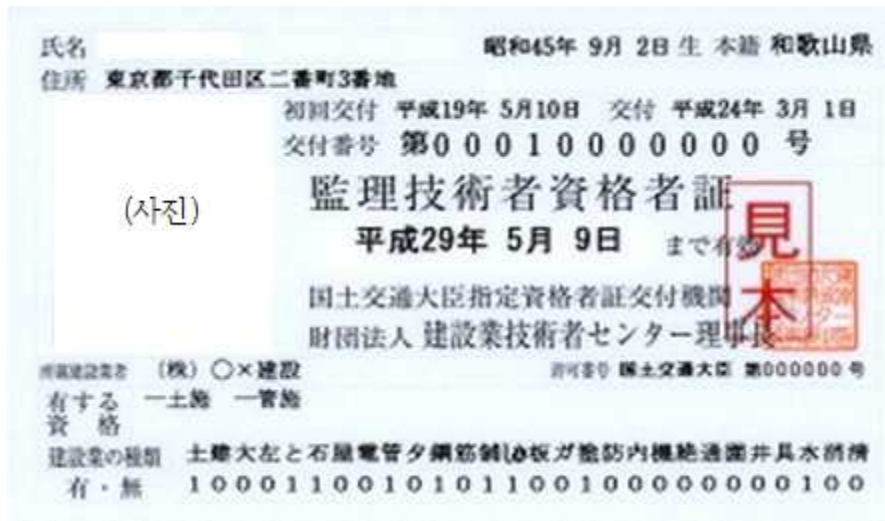 氏名 昭和45年 9月 2日 生 本籍 和歌山県
住所 東京都千代田区二番町3番地
初回交付 平成19年 5月10日 交付 平成24年 3月 1日
交付番号 第00010000000号
(사진)
監理技術者資格者証
平成29年 5月 9日 まで有効
見本
国土交通大臣指定資格者証交付機関
財団法人 建設業技術者センター理事長
所属建設業者 (株)○×建設 許可番号 国土交通大臣 第000000号
有する資格 一土施 一管施
建設業の種類 土建大左と石屋電管タ鋼筋舗しゅ板ガ塗防内機絶通園井具水消清
有・無 1000110010101100100000000100